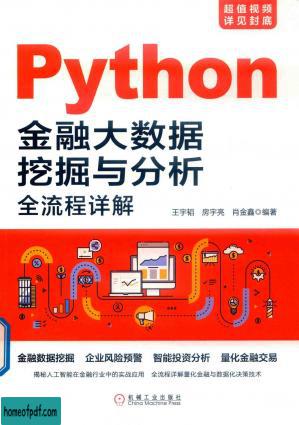 超值视频
详见封底
Python
金融大数据
挖掘与分析
全流程详解
王宇韬 房宇亮 肖金鑫◎编著
金融数据挖掘 企业风险预警 智能投资分析 量化金融交易
揭秘人工智能在金融行业中的实战应用 全流程详解量化金融与数据化决策技术
机械工业出版社
CHINA MACHINE PRESS
homeofpdf.com